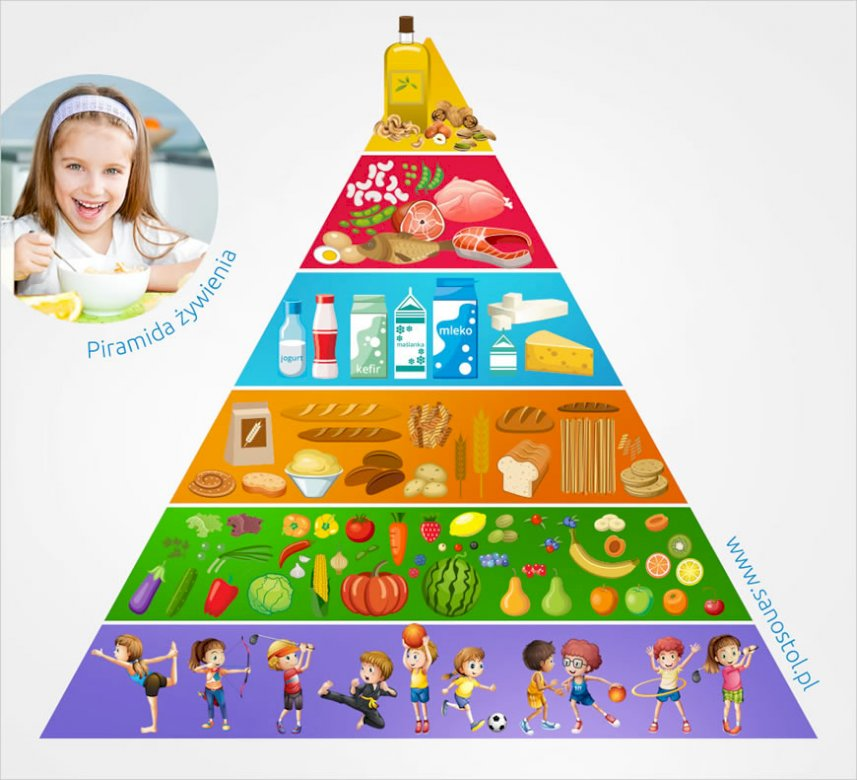 Piramida żywienia
jogurt
kefir
maślanka
mleko
www.sanostol.pl